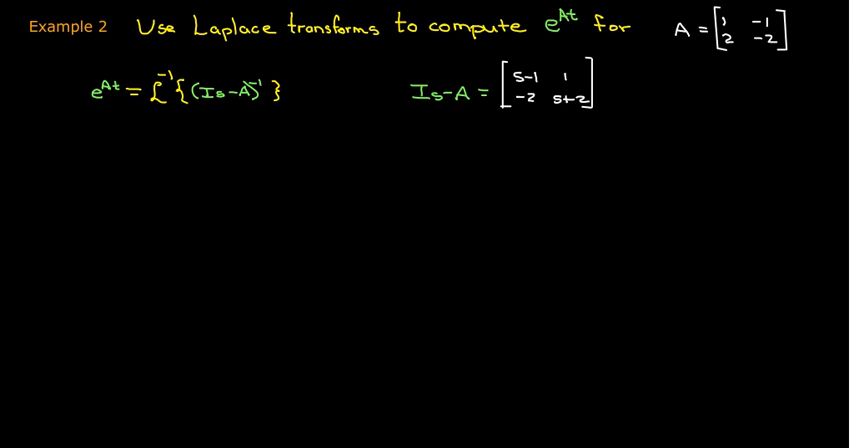 Example 2 Use Laplace transforms to compute e^{At} for A = [1 -1; 2 -2]
e^{At} = ℒ^{-1}{(Is-A)^{-1}} Is-A = [s-1 1; -2 s+2]